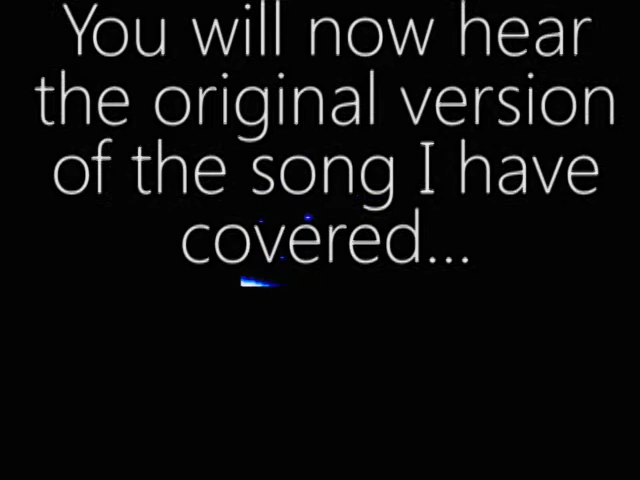 You will now hear
the original version
of the song I have
covered...